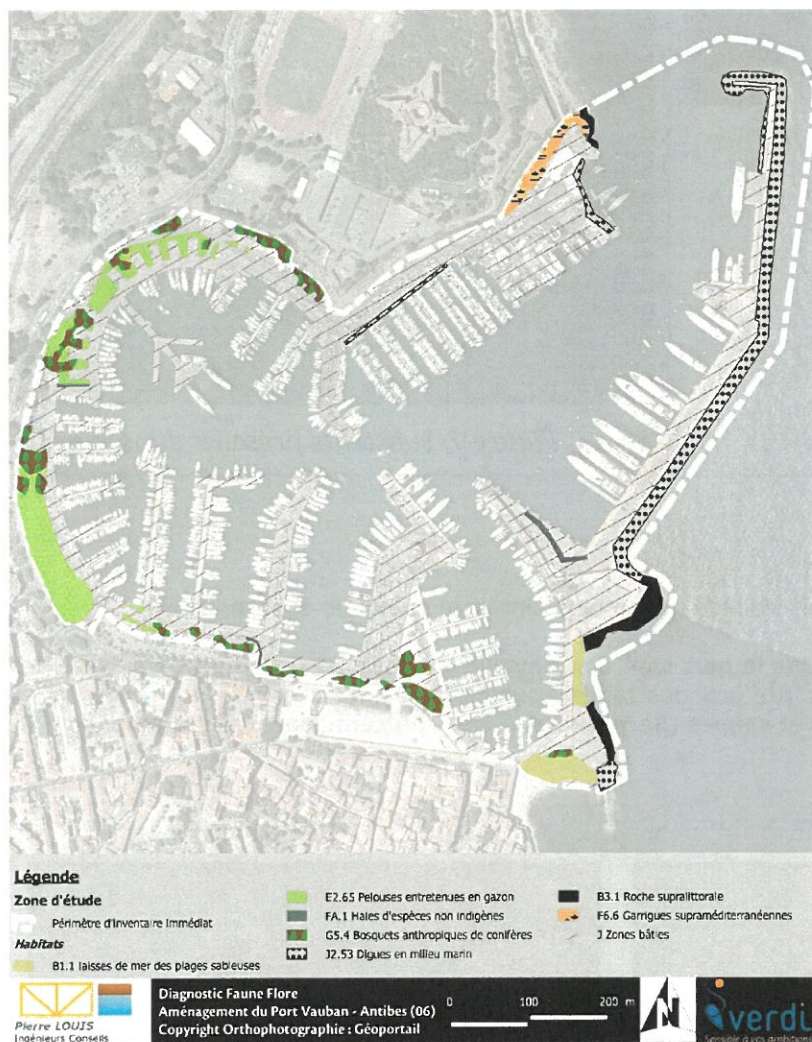 Légende
Zone d'étude
Périmètre d'inventaire immédiat
Habitats
B1.1 laisses de mer des plages sableuses
E2.65 Pelouses entretenues en gazon
FA.1 Haies d'espèces non indigènes
G5.4 Bosquets anthropiques de conifères
J2.53 Digues en milieu marin
B3.1 Roche supralittorale
F6.6 Garrigues supraméditerranéennes
J Zones bâties
Pierre LOUIS
Ingénieurs Conseils
Diagnostic Faune Flore
Aménagement du Port Vauban - Antibes (06)
Copyright Orthophotographie : Géoportail
0 100 200 m
N
verdi
Sensible à vos ambitions